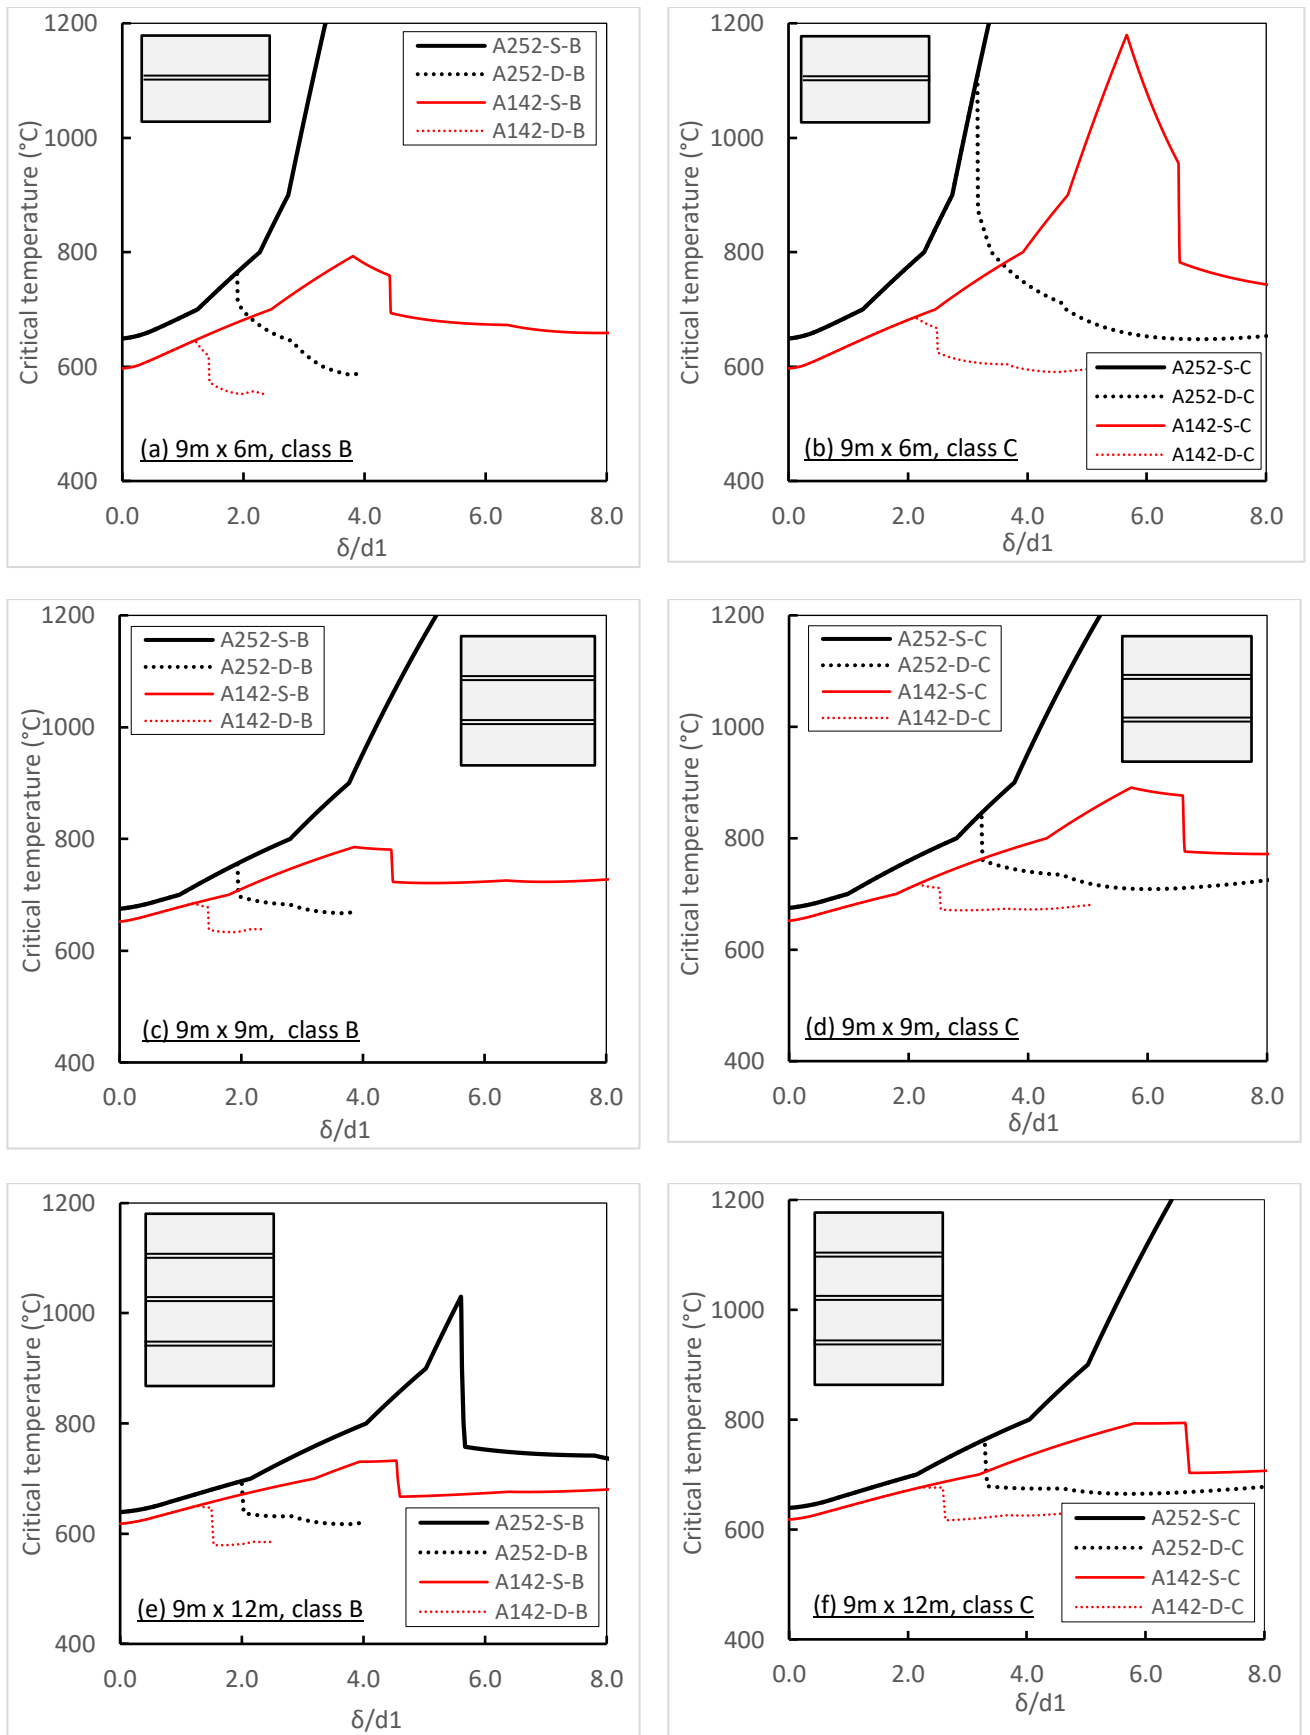 1200
1000
800
600
400
Critical temperature (°C)
A252-S-B
A252-D-B
A142-S-B
A142-D-B
(a) 9m x 6m, class B
0.0 2.0 4.0 6.0 8.0
δ/d1
1200
1000
800
600
400
Critical temperature (°C)
A252-S-C
A252-D-C
A142-S-C
A142-D-C
(b) 9m x 6m, class C
0.0 2.0 4.0 6.0 8.0
δ/d1
1200
1000
800
600
400
Critical temperature (°C)
A252-S-B
A252-D-B
A142-S-B
A142-D-B
(c) 9m x 9m, class B
0.0 2.0 4.0 6.0 8.0
δ/d1
1200
1000
800
600
400
Critical temperature (°C)
A252-S-C
A252-D-C
A142-S-C
A142-D-C
(d) 9m x 9m, class C
0.0 2.0 4.0 6.0 8.0
δ/d1
1200
1000
800
600
400
Critical temperature (°C)
A252-S-B
A252-D-B
A142-S-B
A142-D-B
(e) 9m x 12m, class B
0.0 2.0 4.0 6.0 8.0
δ/d1
1200
1000
800
600
400
Critical temperature (°C)
A252-S-C
A252-D-C
A142-S-C
A142-D-C
(f) 9m x 12m, class C
0.0 2.0 4.0 6.0 8.0
δ/d1